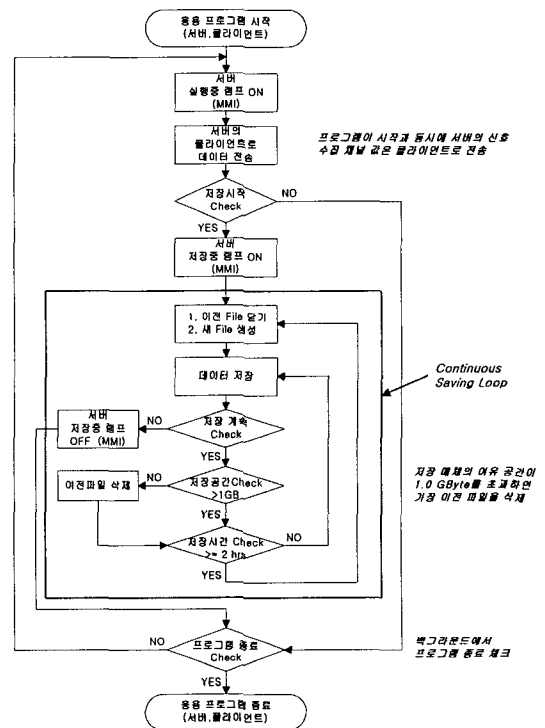 응용 프로그램 시작
(서버,클라이언트)
서버
실행중 램프 ON
(MMI)
서버의
클라이언트로
데이터 전송
프로그램이 시작과 동시에 서버의 신호
수집 채널 값은 클라이언트로 전송
저장시작
Check
NO
YES
서버
저장중 램프 ON
(MMI)
1. 이전 File 닫기
2. 새 File 생성
데이터 저장
Continuous
Saving Loop
서버
저장중 램프
OFF (MMI)
NO
저장 계속
Check
YES
이전파일 삭제
NO
저장공간Check
>1GB
저장 매체의 여유 공간이
1.0 GByte를 초과하면
가장 이전 파일을 삭제
YES
저장시간 Check
>= 2 hrs
NO
YES
NO
프로그램 종료
Check
백그라운드에서
프로그램 종료 체크
YES
응용 프로그램 종료
(서버,클라이언트)